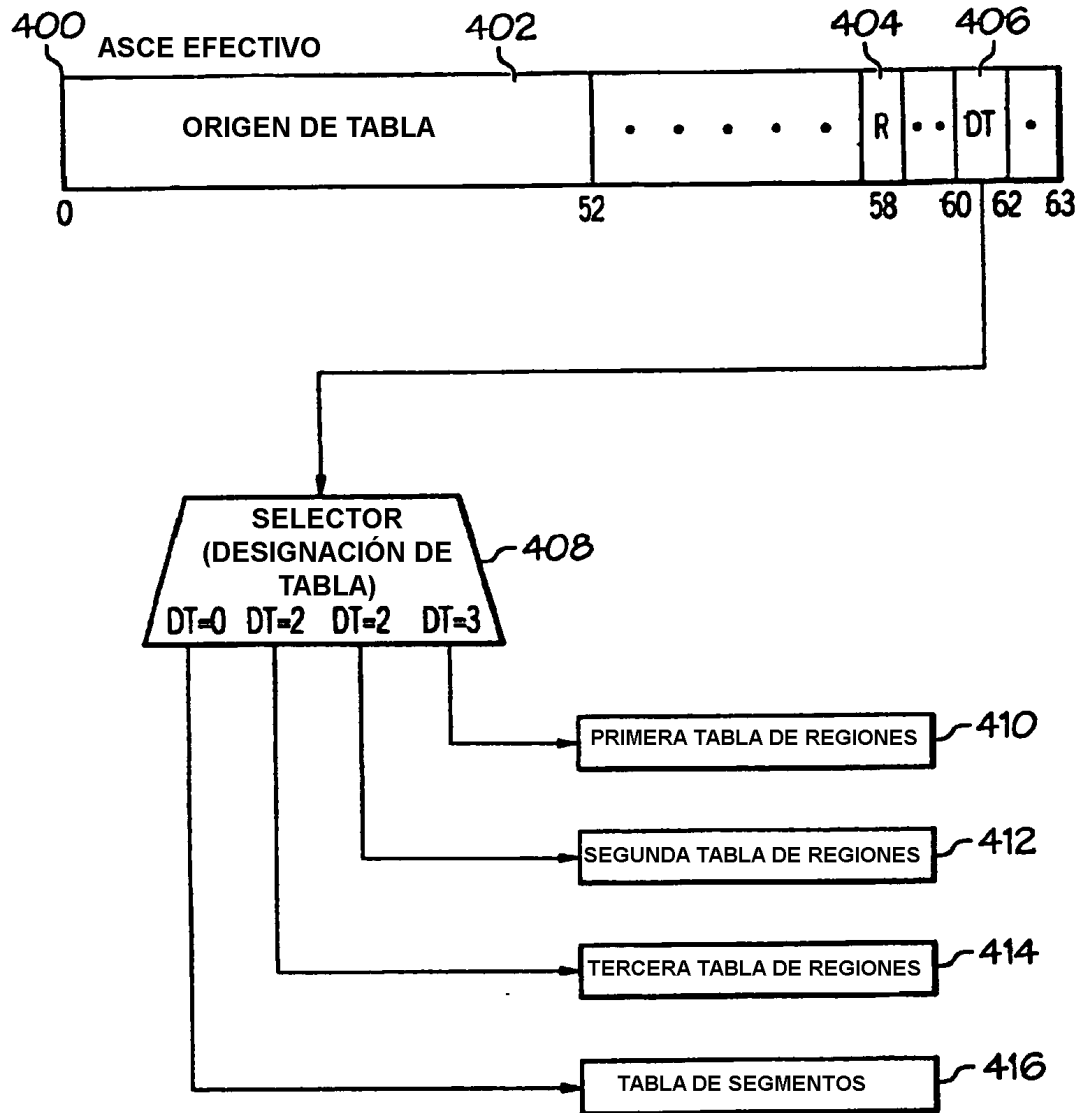 400 ASCE EFECTIVO 402 404 406
ORIGEN DE TABLA • • • • • R • • DT •
0 52 58 60 62 63
SELECTOR
(DESIGNACIÓN DE
TABLA)
408
DT=0 DT=2 DT=2 DT=3
PRIMERA TABLA DE REGIONES 410
SEGUNDA TABLA DE REGIONES 412
TERCERA TABLA DE REGIONES 414
TABLA DE SEGMENTOS 416